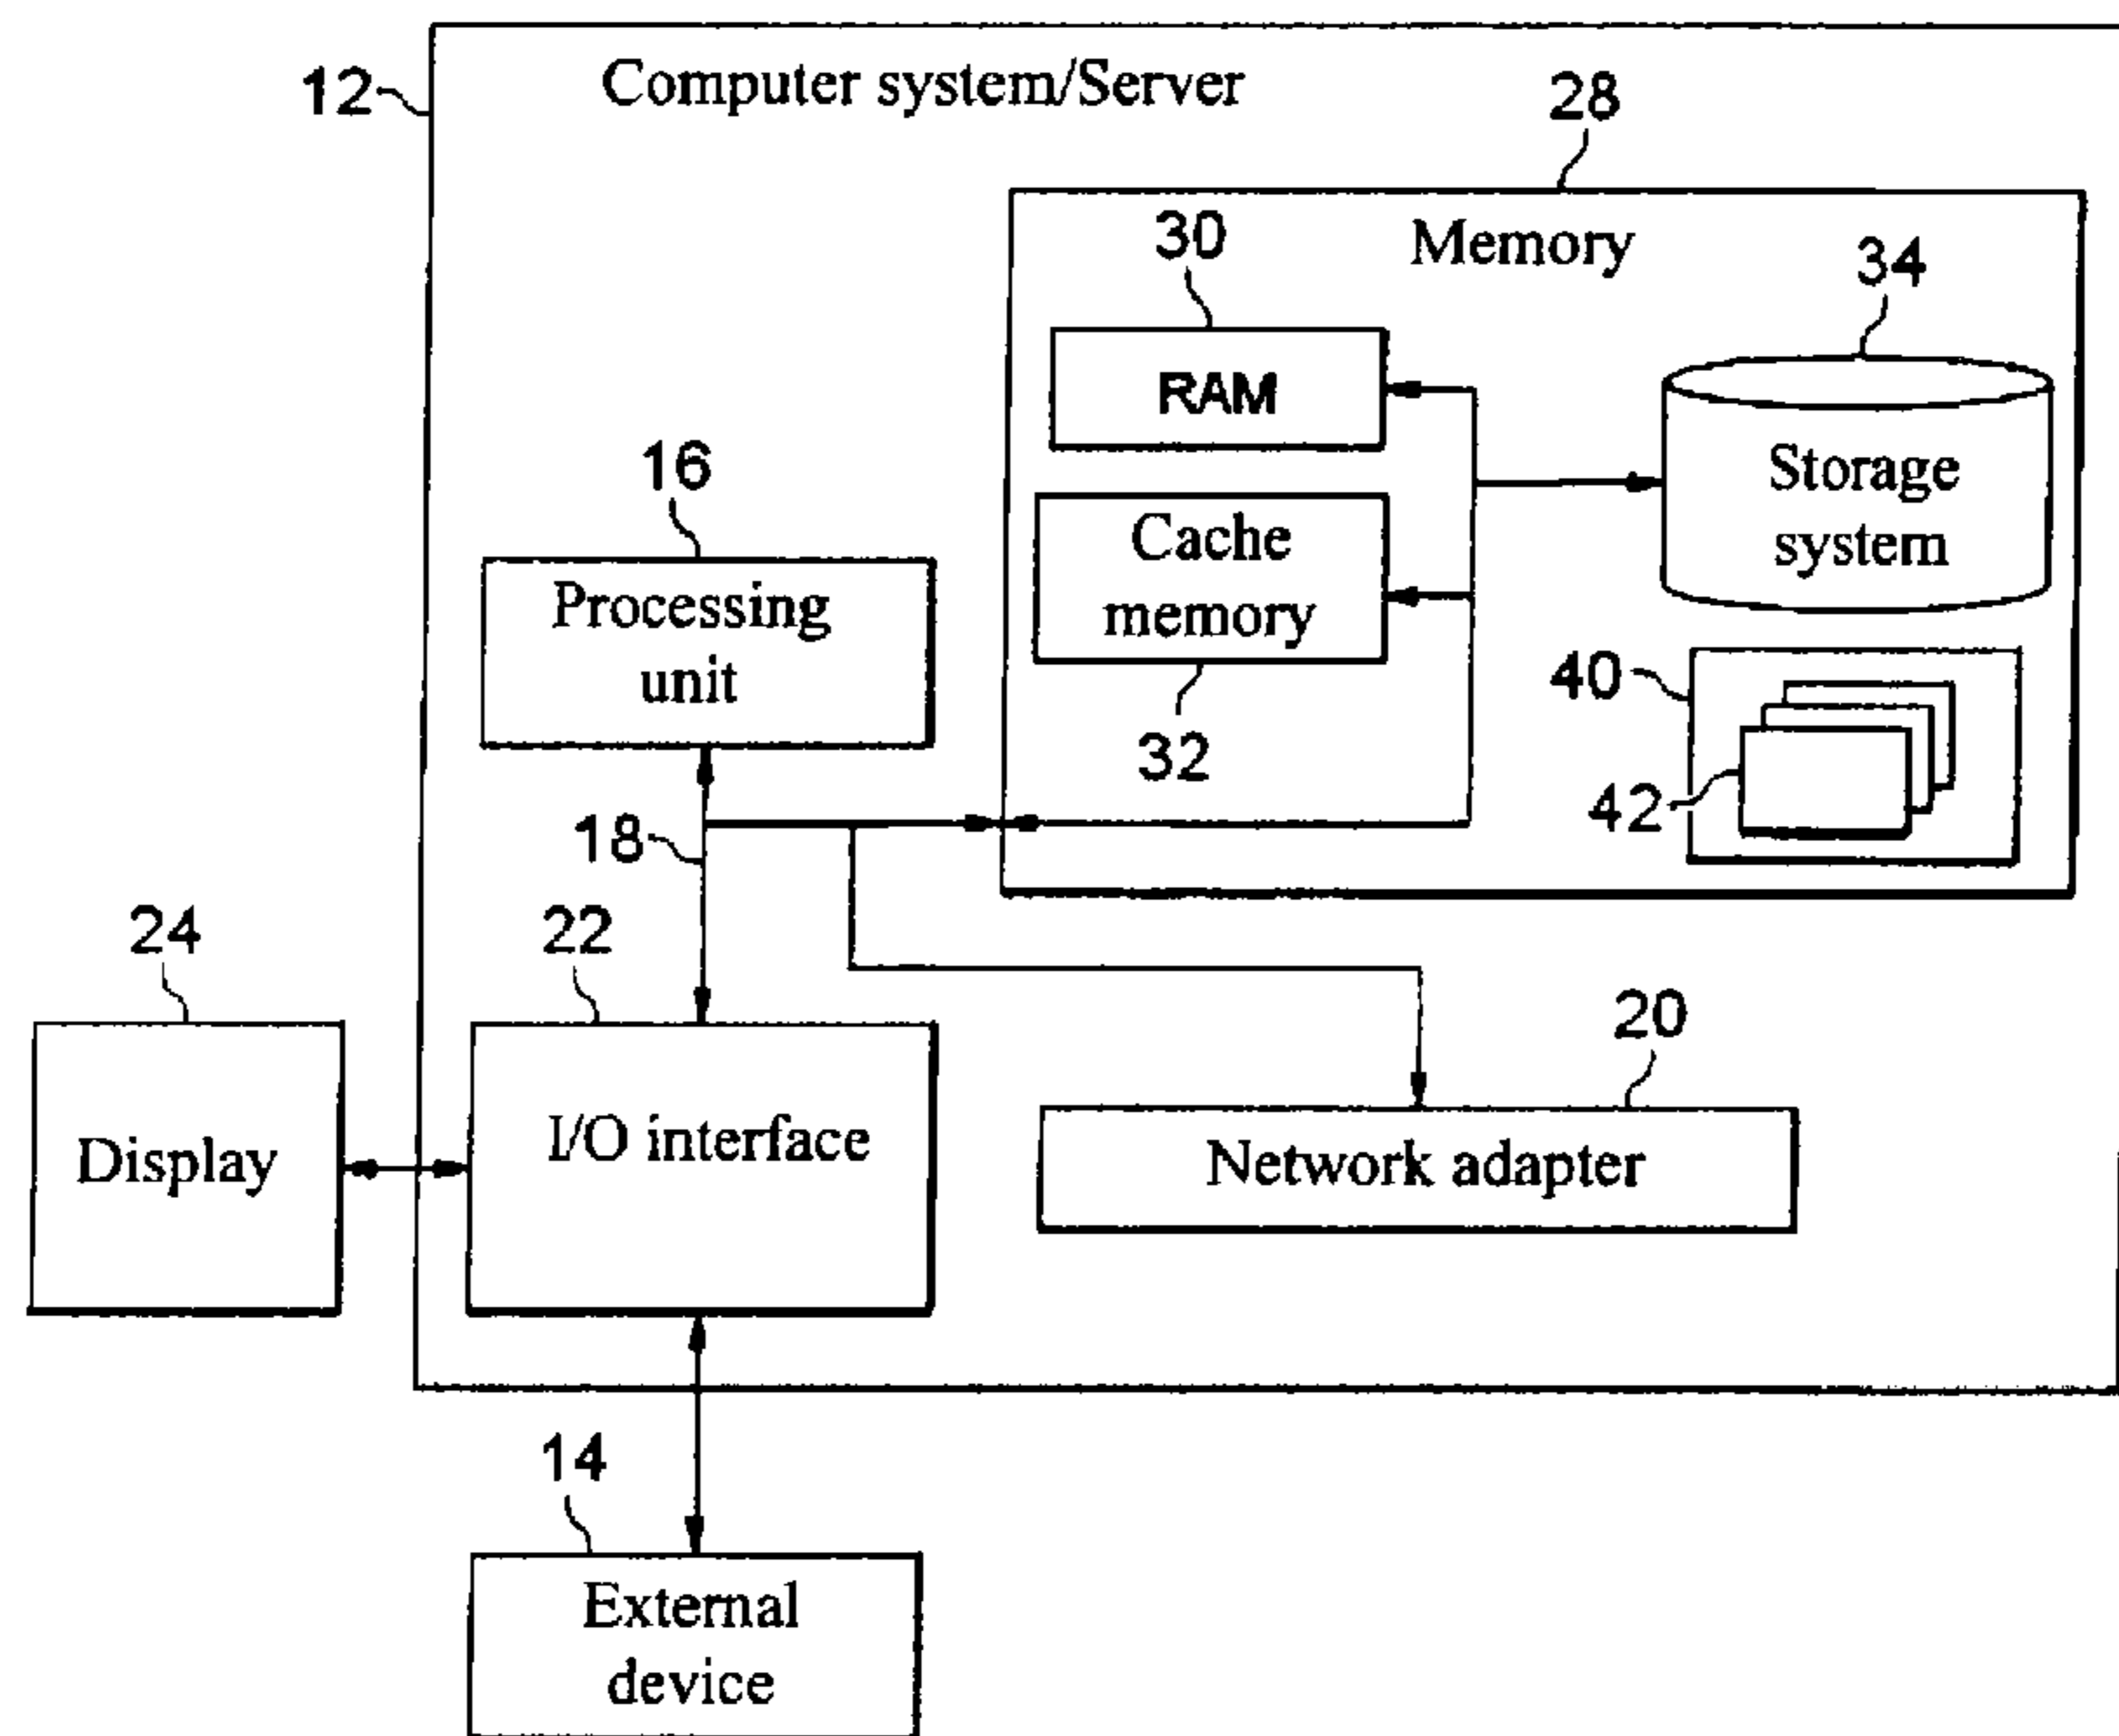 12
Computer system/Server
28
Memory
30
34
RAM
Storage
system
16
Cache
memory
Processing
unit
32
40
42
18
24
22
20
Display
I/O interface
Network adapter
14
External
device